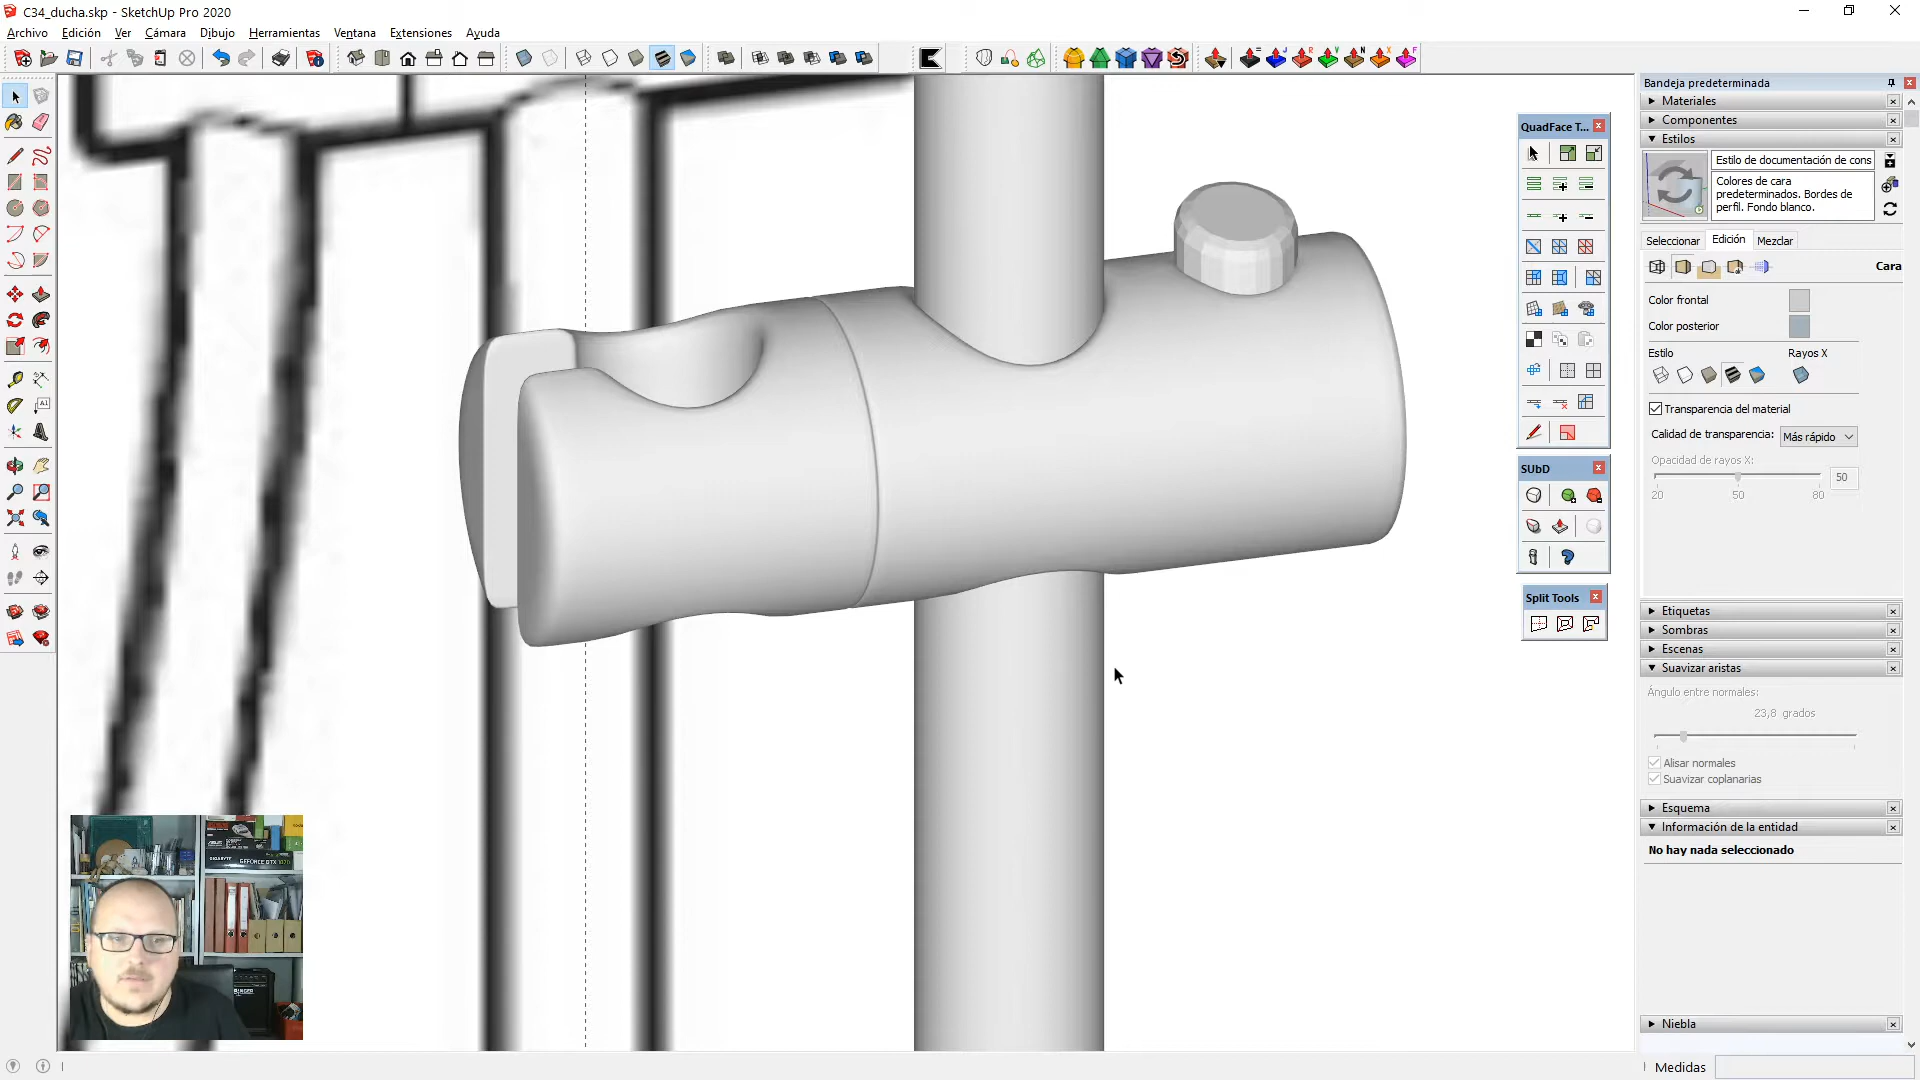 C34_ducha.skp - SketchUp Pro 2020
Archivo Edición Ver Cámara Dibujo Herramientas Ventana Extensiones Ayuda
Bandeja predeterminada
Materiales
Componentes
Estilos
Estilo de documentación de cons
Colores de cara
predeterminados. Bordes de
perfil. Fondo blanco.
Seleccionar Edición Mezclar
Cara
Color frontal
Color posterior
Estilo Rayos X
Transparencia del material
Calidad de transparencia: Más rápido
Opacidad de rayos X:
50
20 50 80
Etiquetas
Sombras
Escenas
Suavizar aristas
Ángulo entre normales:
23,8 grados
Alisar normales
Suavizar coplanarias
Esquema
Información de la entidad
No hay nada seleccionado
Niebla
Medidas
QuadFace T...
SUbD
Split Tools
GIGABYTE
GEFORCE GTX 1070